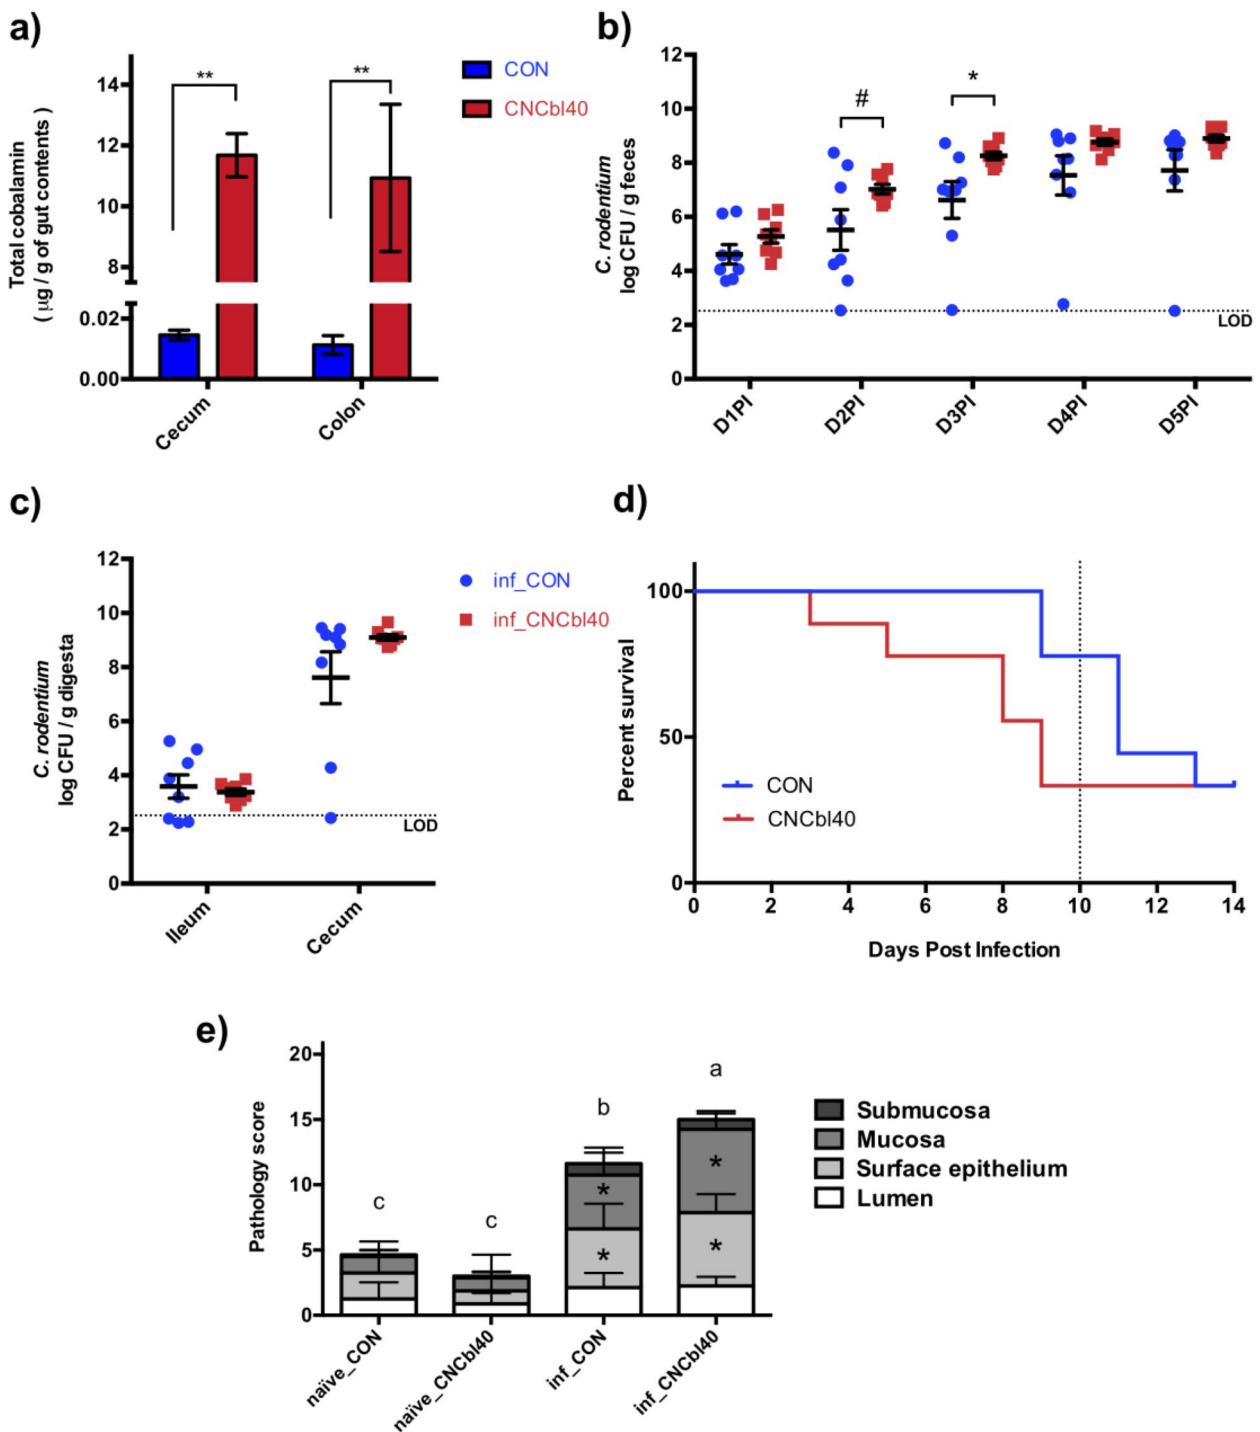 a)
Total cobalamin
( μg / g of gut contents )
14
12
10
8
0.02
0.00
**
**
Cecum
Colon
CON
CNCbl40
b)
C. rodentium
log CFU / g feces
12
10
8
6
4
2
0
#
*
LOD
D1PI
D2PI
D3PI
D4PI
D5PI
c)
C. rodentium
log CFU / g digesta
12
10
8
6
4
2
0
LOD
Ileum
Cecum
inf_CON
inf_CNCbl40
d)
Percent survival
100
50
0
CON
CNCbl40
0 2 4 6 8 10 12 14
Days Post Infection
e)
Pathology score
20
15
10
5
0
c
c
b
a
*
*
*
*
naïve_CON
naïve_CNCbl40
inf_CON
inf_CNCbl40
Submucosa
Mucosa
Surface epithelium
Lumen